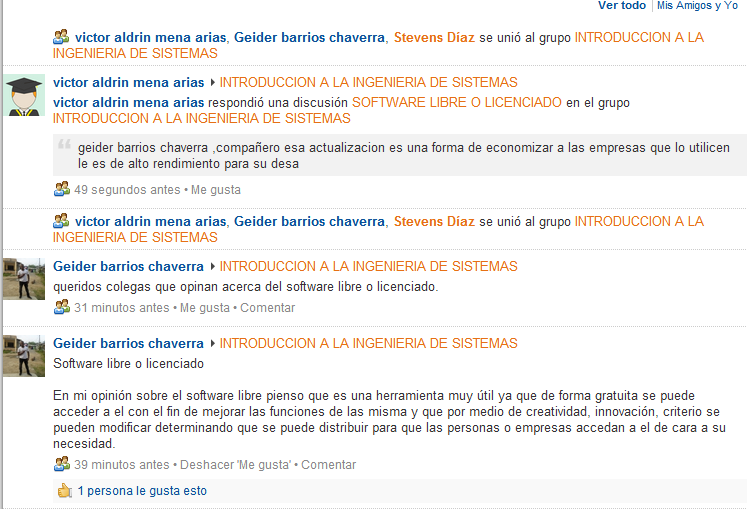 Ver todo | Mis Amigos y Yo
victor aldrin mena arias, Geider barrios chaverra, Stevens Díaz se unió al grupo INTRODUCCION A LA
INGENIERIA DE SISTEMAS
victor aldrin mena arias ▸ INTRODUCCION A LA INGENIERIA DE SISTEMAS
victor aldrin mena arias respondió una discusión SOFTWARE LIBRE O LICENCIADO en el grupo
INTRODUCCION A LA INGENIERIA DE SISTEMAS
“ geider barrios chaverra ,compañero esa actualizacion es una forma de economizar a las empresas que lo utilicen
le es de alto rendimiento para su desa
49 segundos antes • Me gusta
victor aldrin mena arias, Geider barrios chaverra, Stevens Díaz se unió al grupo INTRODUCCION A LA
INGENIERIA DE SISTEMAS
Geider barrios chaverra ▸ INTRODUCCION A LA INGENIERIA DE SISTEMAS
queridos colegas que opinan acerca del software libre o licenciado.
31 minutos antes • Me gusta • Comentar
Geider barrios chaverra ▸ INTRODUCCION A LA INGENIERIA DE SISTEMAS
Software libre o licenciado
En mi opinión sobre el software libre pienso que es una herramienta muy útil ya que de forma gratuita se puede
acceder a el con el fin de mejorar las funciones de las misma y que por medio de creatividad, innovación, criterio se
pueden modificar determinando que se puede distribuir para que las personas o empresas accedan a el de cara a su
necesidad.
39 minutos antes • Deshacer 'Me gusta' • Comentar
1 persona le gusta esto